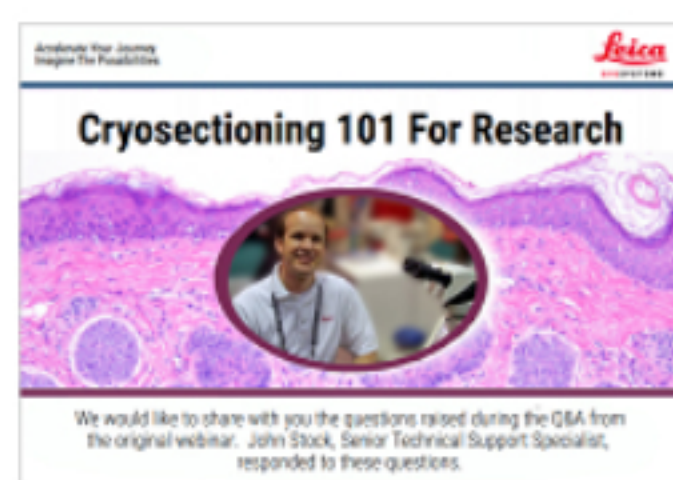 Accelerate Your Journey
Imagine The Possibilities
Leica
BIOSYSTEMS
Cryosectioning 101 For Research
We would like to share with you the questions raised during the Q&A from
the original webinar. John Stock, Senior Technical Support Specialist,
responded to these questions.